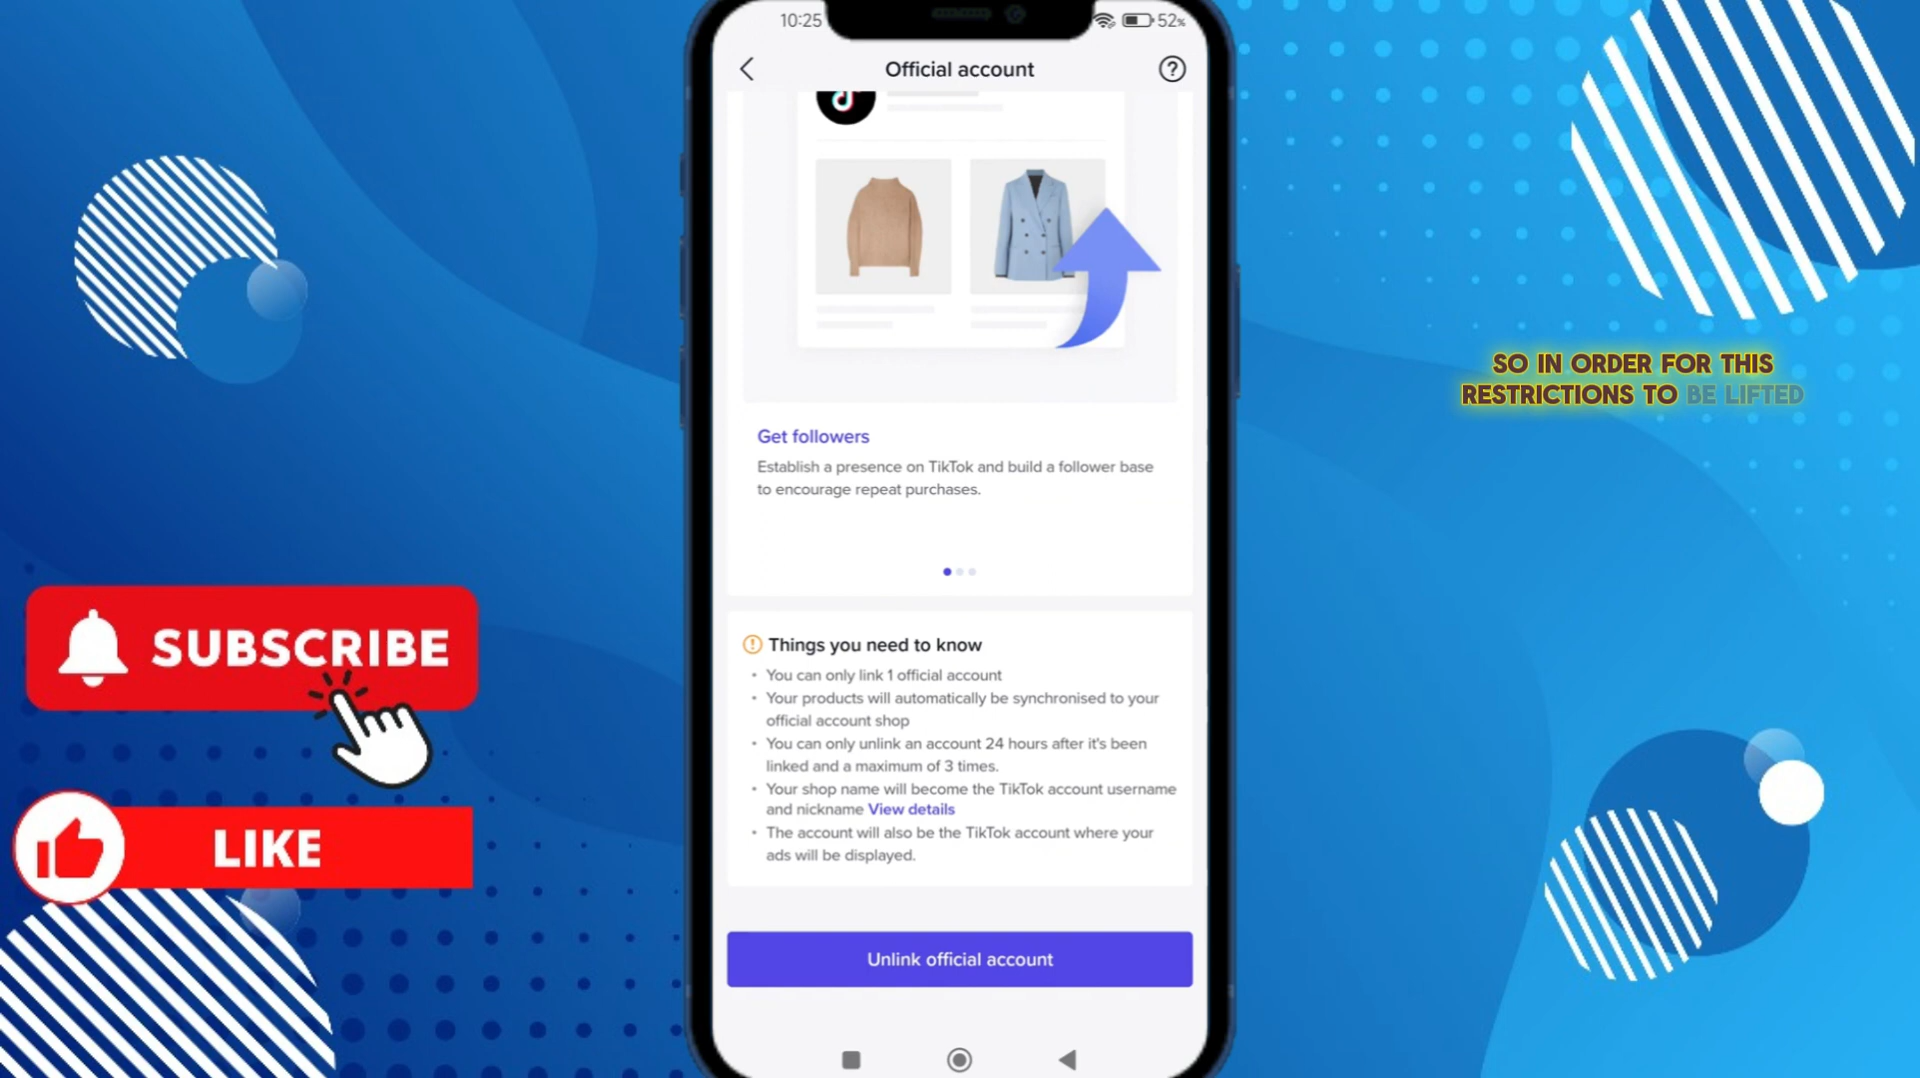 10:25
52%
Official account
Get followers
Establish a presence on TikTok and build a follower base
to encourage repeat purchases.
Things you need to know
• You can only link 1 official account
• Your products will automatically be synchronised to your
official account shop
• You can only unlink an account 24 hours after it's been
linked and a maximum of 3 times.
• Your shop name will become the TikTok account username
and nickname View details
• The account will also be the TikTok account where your
ads will be displayed.
Unlink official account
SUBSCRIBE
LIKE
SO IN ORDER FOR THIS
RESTRICTIONS TO BE LIFTED